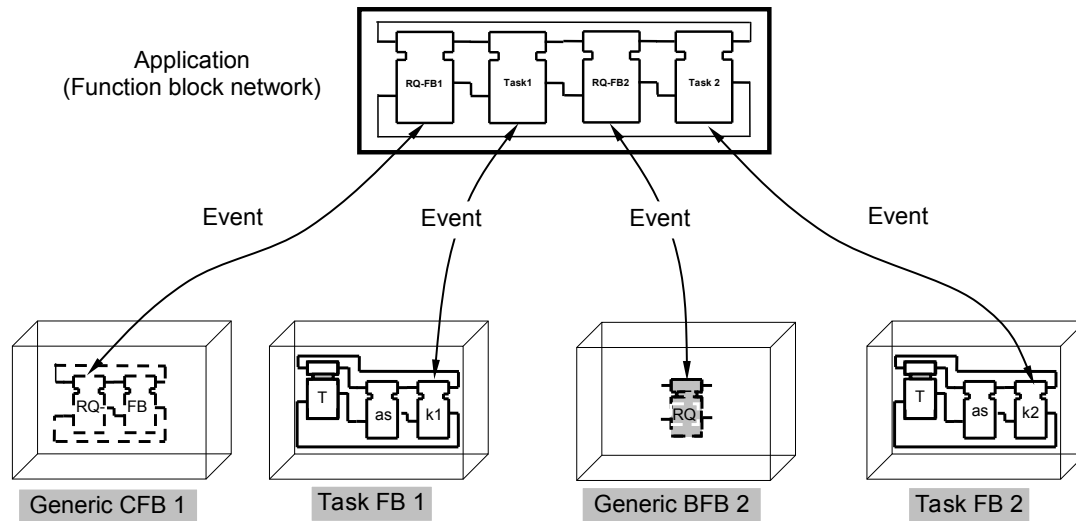 Application
(Function block network)
RQ-FB1
Task1
RQ-FB2
Task 2
Event
Event
Event
Event
RQ-
FB
T
as
k1
RQ
T
as
k2
Generic CFB 1
Task FB 1
Generic BFB 2
Task FB 2